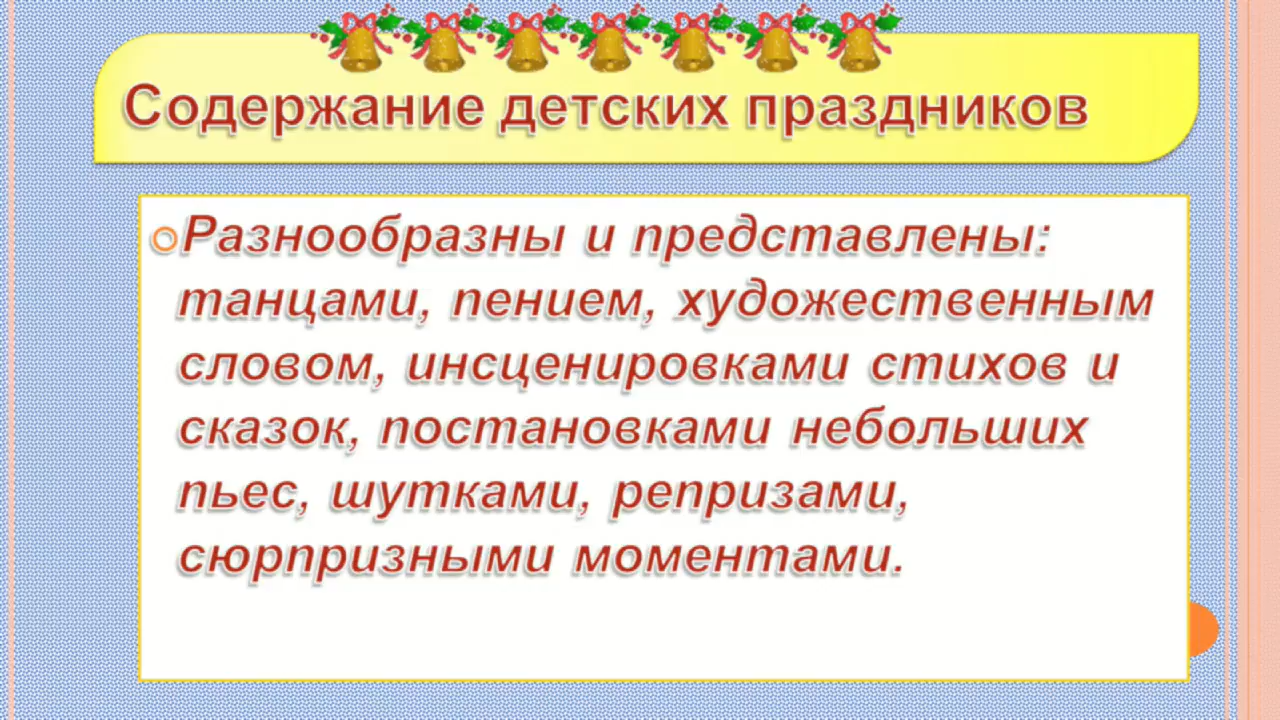 Содержание детских праздников
Разнообразны и представлены:
танцами, пением, художественным
словом, инсценировками стихов и
сказок, постановками небольших
пьес, шутками, репризами,
сюрпризными моментами.